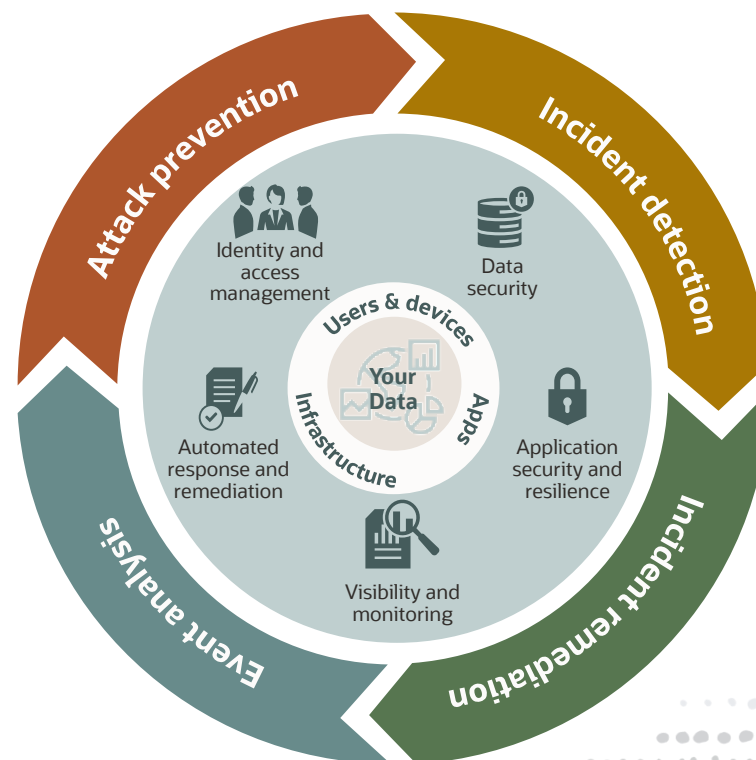 Attack prevention
Incident detection
Incident remediation
Event analysis
Identity and
access
management
Data
security
Application
security and
resilience
Visibility and
monitoring
Automated
response and
remediation
Users & devices
Apps
Infrastructure
Your
Data